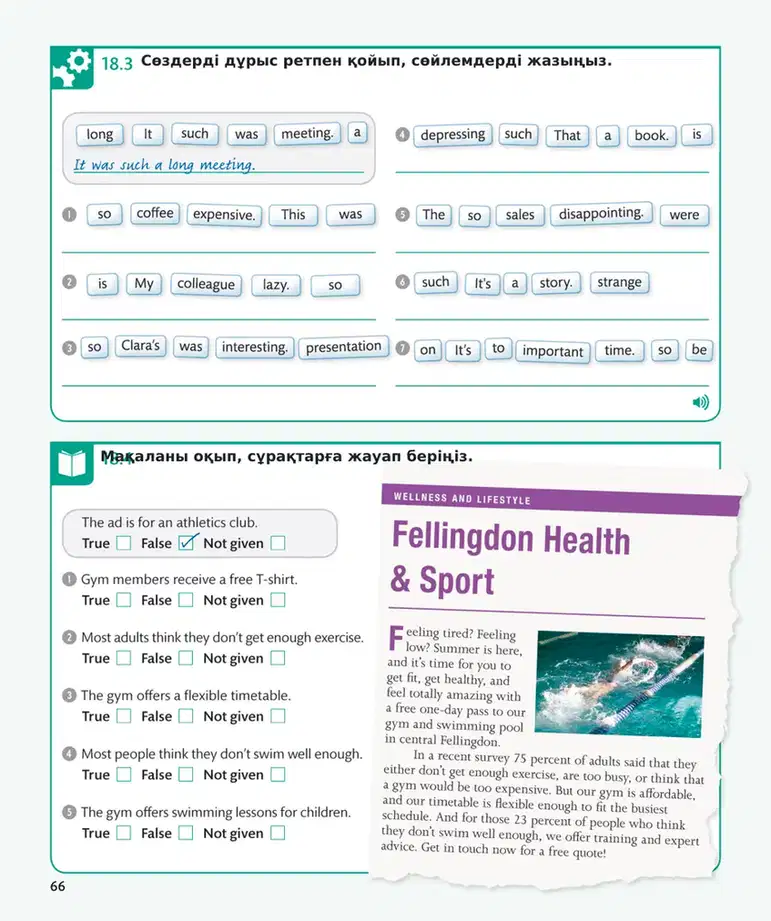 18.3 Сөздерді дұрыс ретпен қойып, сөйлемдерді жазыңыз.
long It such was meeting. a
It was such a long meeting.
1 so coffee expensive. This was
2 is My colleague lazy. so
3 so Clara's was interesting. presentation
4 depressing such That a book. is
5 The so sales disappointing. were
6 such It's a story. strange
7 on It's to important time. so be
18.4 Мақаланы оқып, сұрақтарға жауап беріңіз.
The ad is for an athletics club.
True False Not given
1 Gym members receive a free T-shirt.
True False Not given
2 Most adults think they don't get enough exercise.
True False Not given
3 The gym offers a flexible timetable.
True False Not given
4 Most people think they don't swim well enough.
True False Not given
5 The gym offers swimming lessons for children.
True False Not given
WELLNESS AND LIFESTYLE
Fellingdon Health
& Sport
Feeling tired? Feeling
low? Summer is here,
and it's time for you to
get fit, get healthy, and
feel totally amazing with
a free one-day pass to our
gym and swimming pool
in central Fellingdon.
In a recent survey 75 percent of adults said that they
either don't get enough exercise, are too busy, or think that
a gym would be too expensive. But our gym is affordable,
and our timetable is flexible enough to fit the busiest
schedule. And for those 23 percent of people who think
they don't swim well enough, we offer training and expert
advice. Get in touch now for a free quote!
66